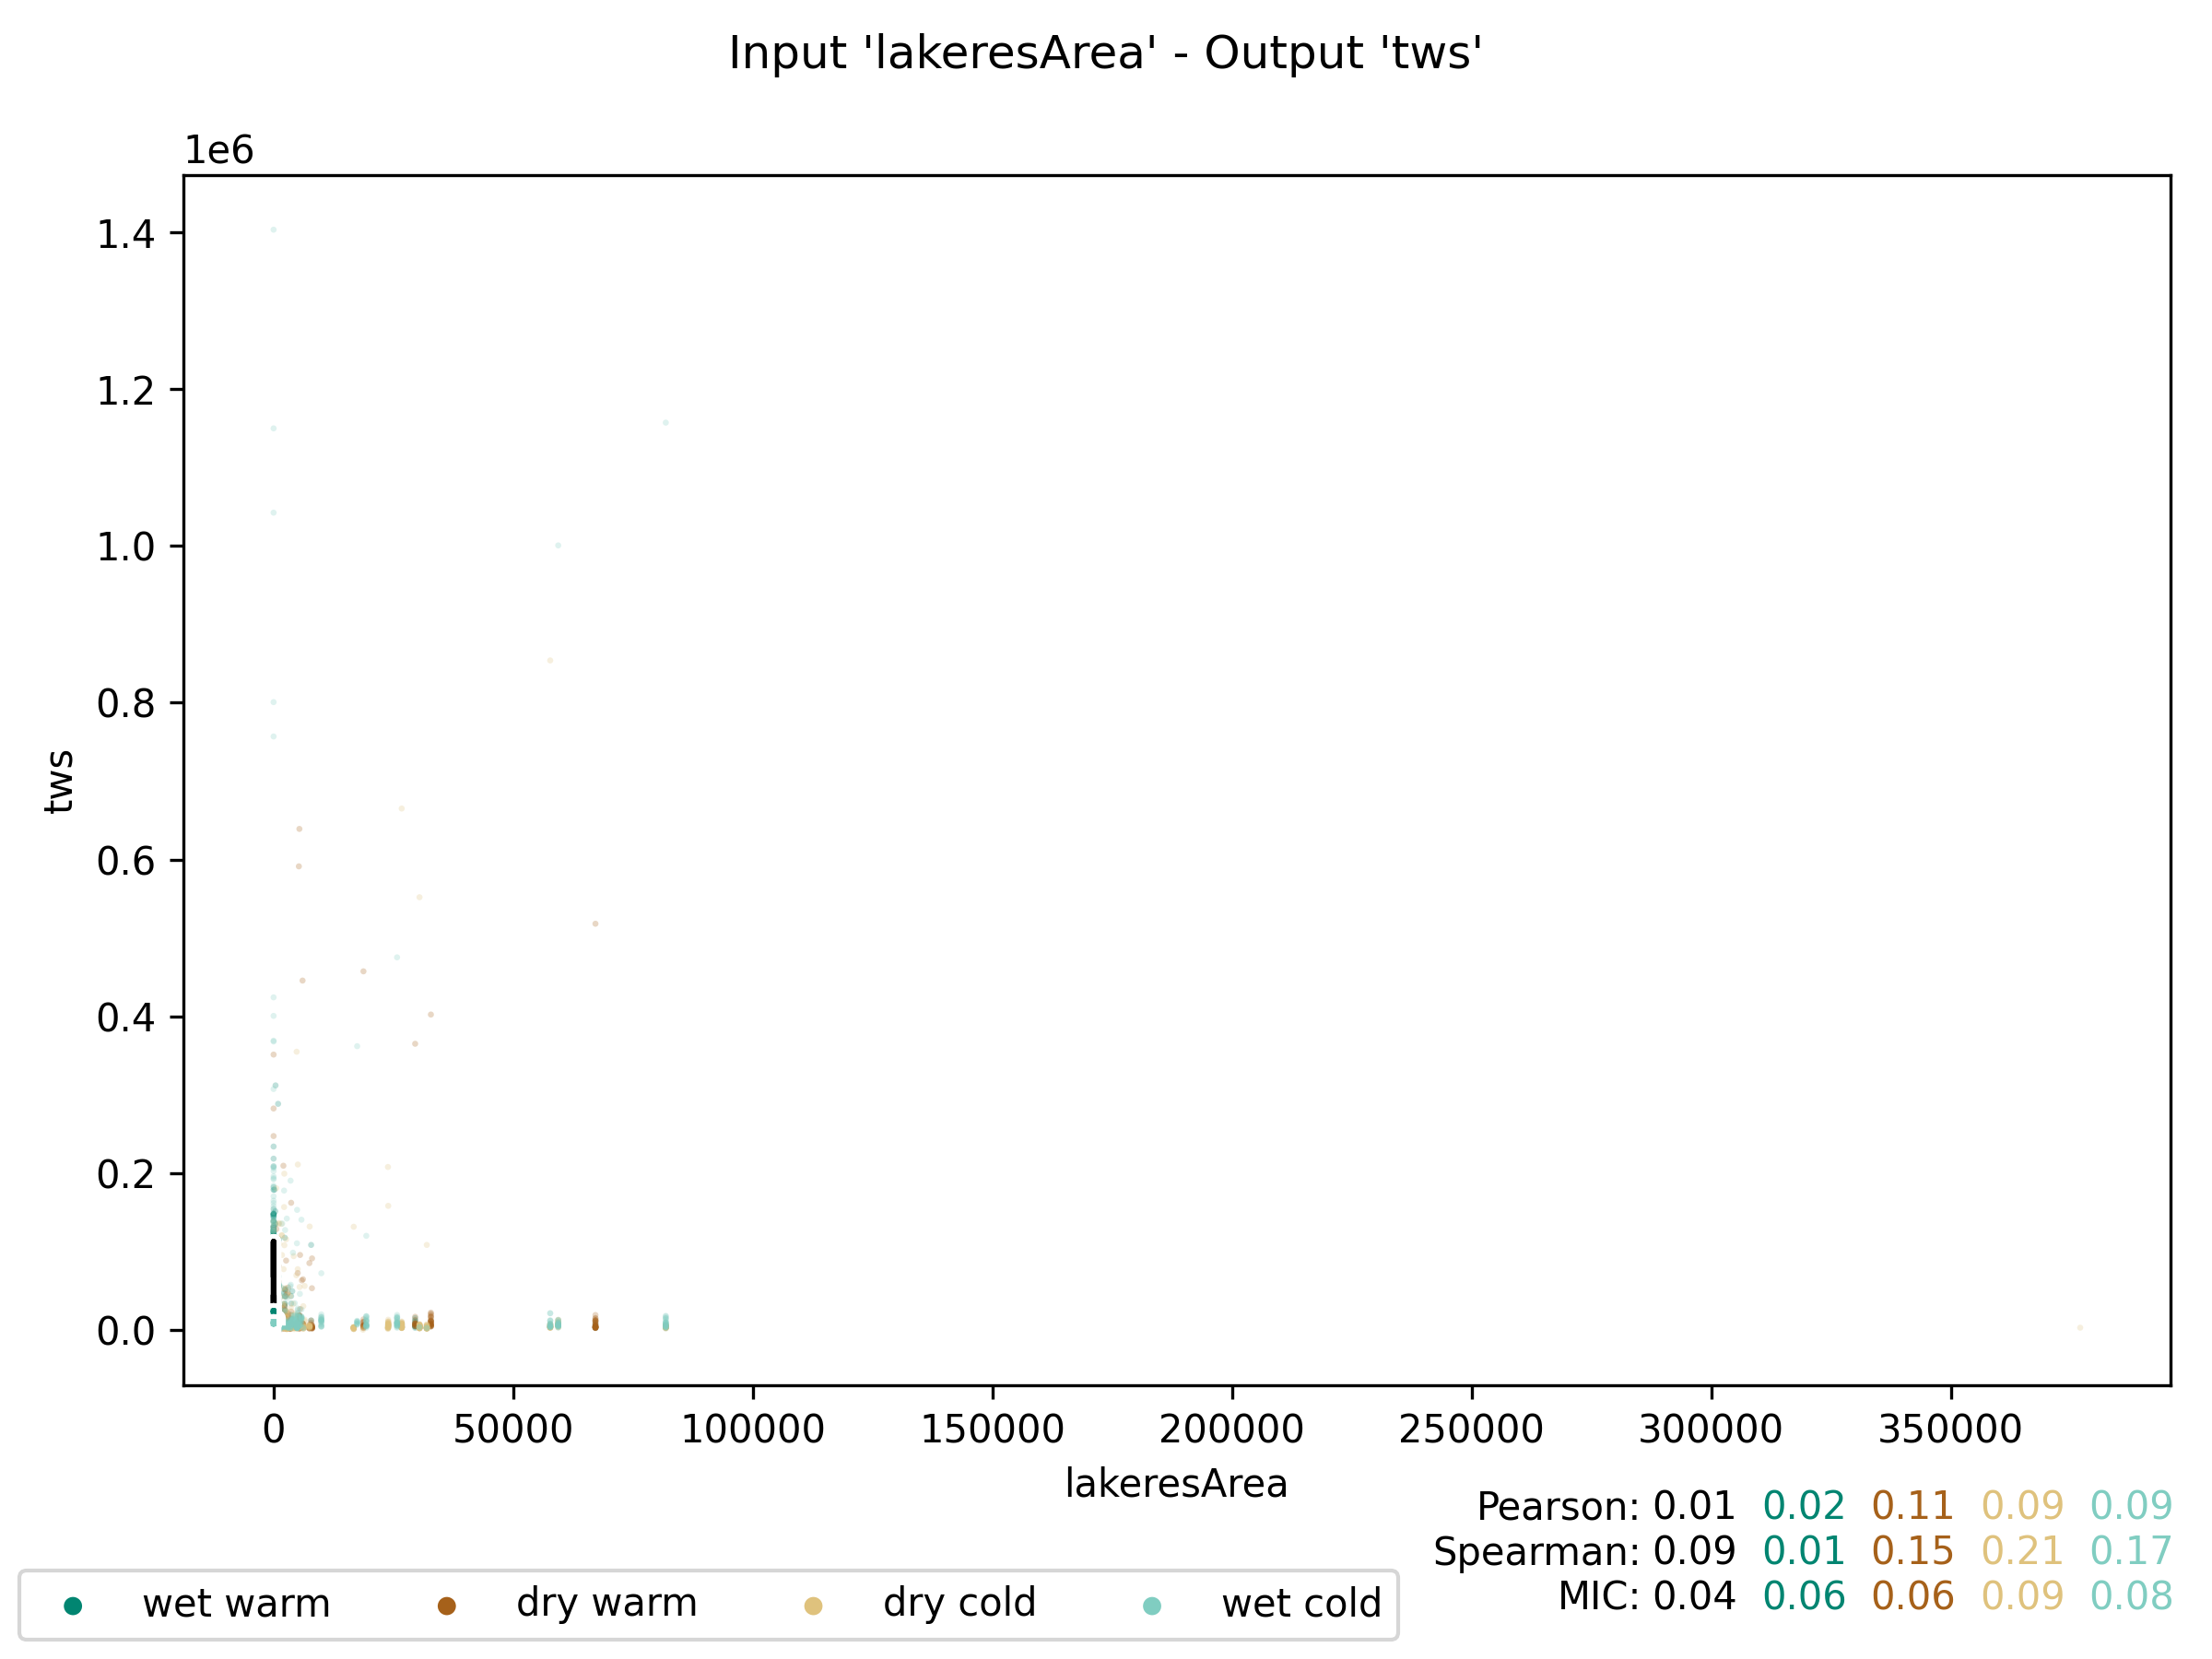 Input 'lakeresArea' - Output 'tws'
1e6
1.4
1.2
1.0
0.8
0.6
0.4
0.2
0.0
tws
0 50000 100000 150000 200000 250000 300000 350000
lakeresArea
Pearson: 0.01 0.02 0.11 0.09 0.09
Spearman: 0.09 0.01 0.15 0.21 0.17
MIC: 0.04 0.06 0.06 0.09 0.08
wet warm dry warm dry cold wet cold